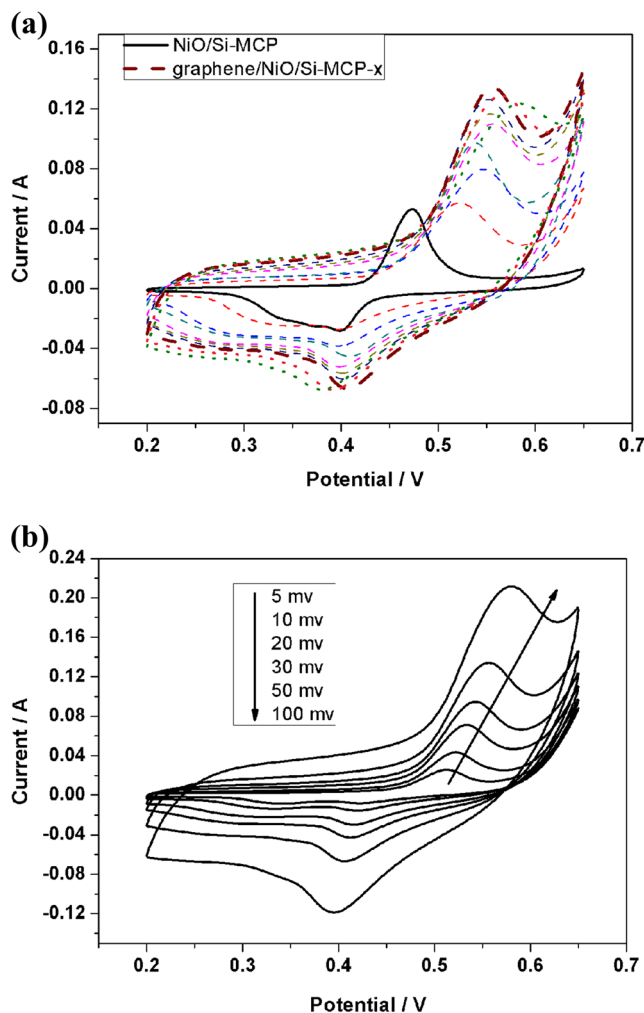 (a)
NiO/Si-MCP
graphene/NiO/Si-MCP-x
0.16
0.12
0.08
0.04
0.00
-0.04
-0.08
Current / A
0.2 0.3 0.4 0.5 0.6 0.7
Potential / V
(b)
0.24
0.20
0.16
0.12
0.08
0.04
0.00
-0.04
-0.08
-0.12
Current / A
5 mv
10 mv
20 mv
30 mv
50 mv
100 mv
0.2 0.3 0.4 0.5 0.6 0.7
Potential / V